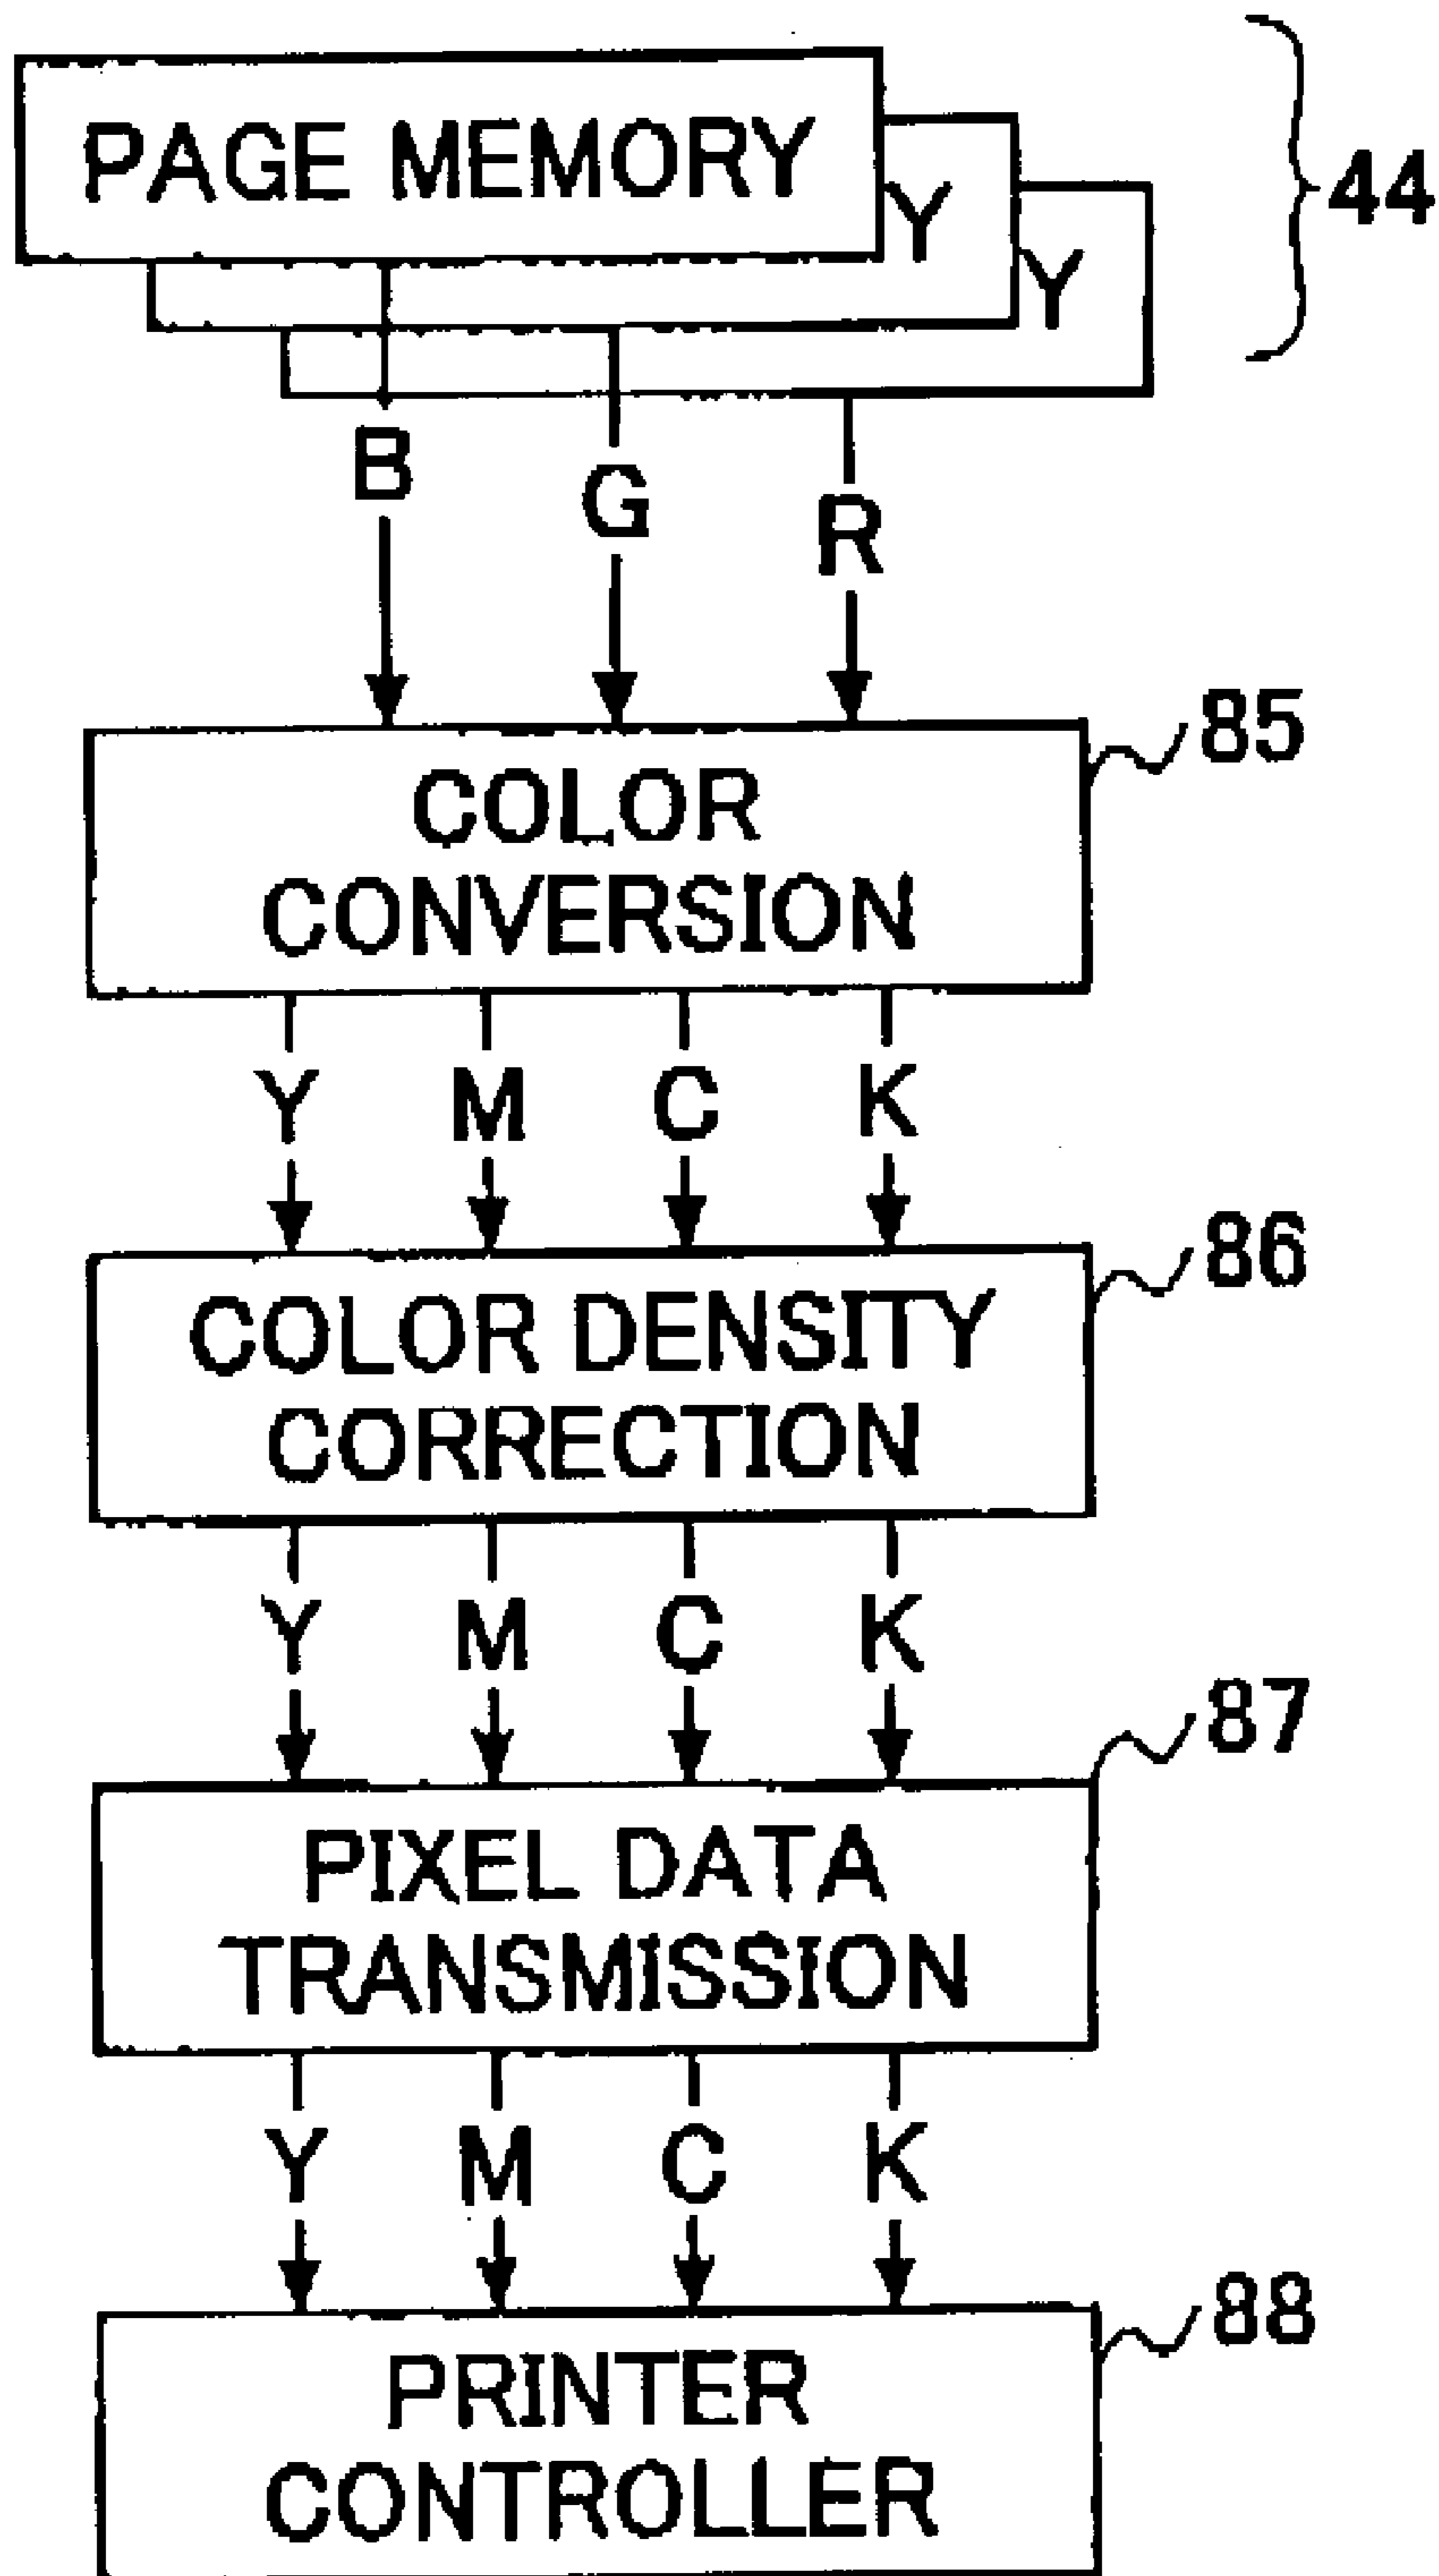 PAGE MEMORY
Y
Y
44
B G R
COLOR
CONVERSION
85
Y M C K
COLOR DENSITY
CORRECTION
86
Y M C K
PIXEL DATA
TRANSMISSION
87
Y M C K
PRINTER
CONTROLLER
88